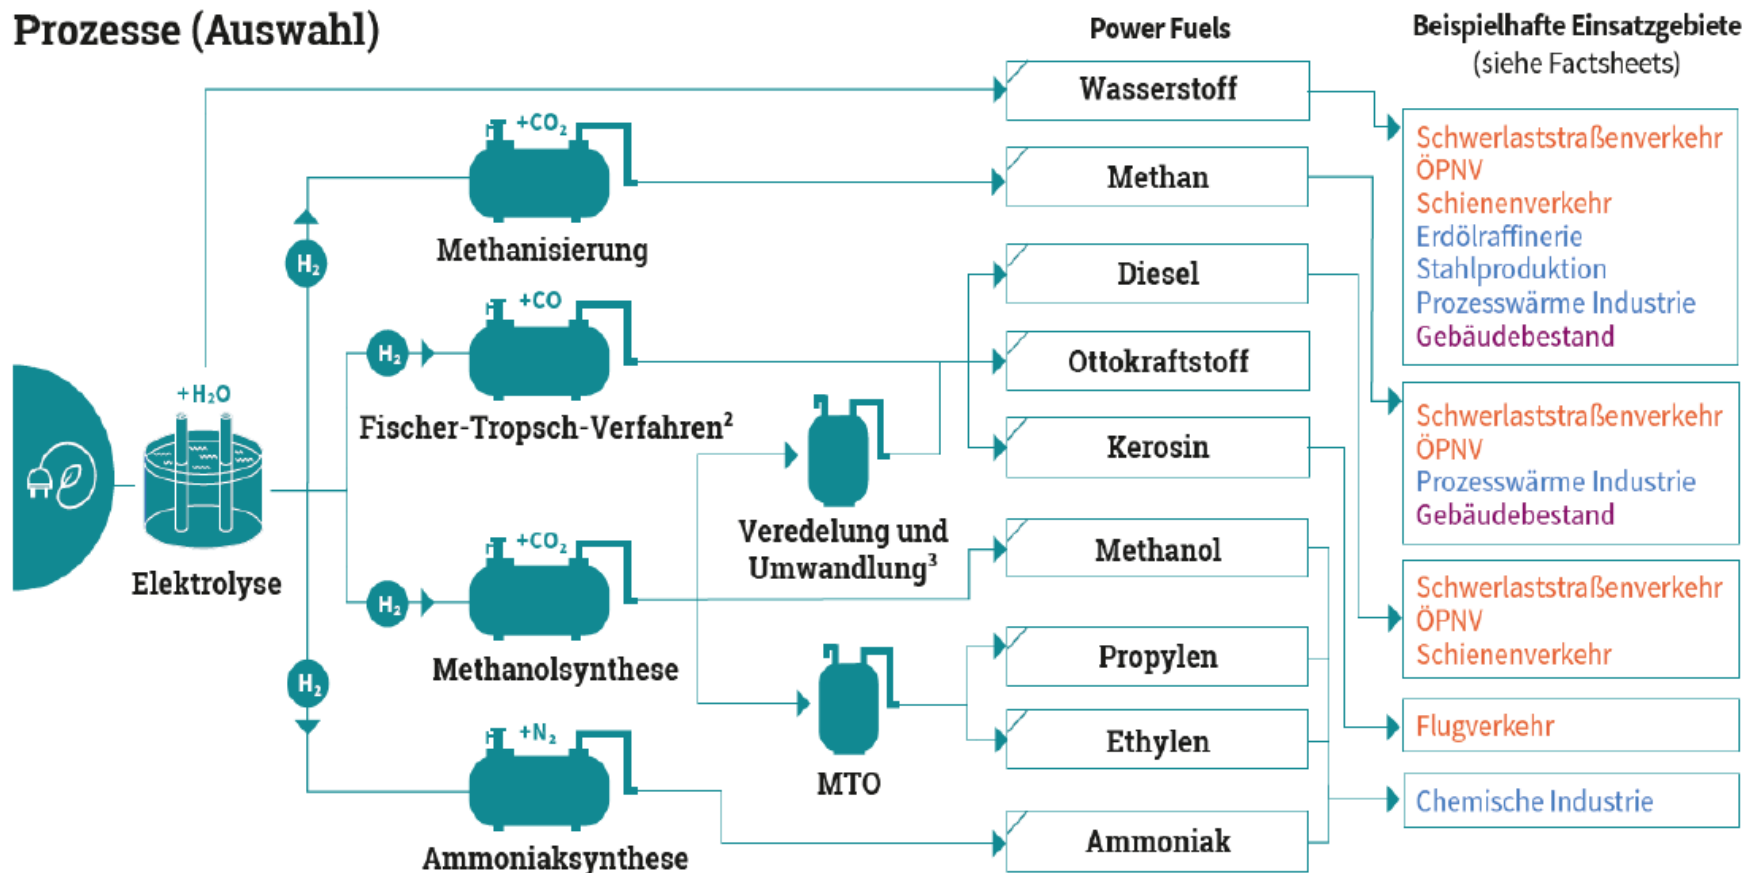 Prozesse (Auswahl)
Power Fuels
Beispielhafte Einsatzgebiete
(siehe Factsheets)
+H₂O
Elektrolyse
H₂
H₂
H₂
H₂
+CO₂
Methanisierung
+CO
Fischer-Tropsch-Verfahren²
+CO₂
Methanolsynthese
+N₂
Ammoniaksynthese
Veredelung und
Umwandlung³
MTO
Wasserstoff
Methan
Diesel
Ottokraftstoff
Kerosin
Methanol
Propylen
Ethylen
Ammoniak
Schwerlaststraßenverkehr
ÖPNV
Schienenverkehr
Erdölraffinerie
Stahlproduktion
Prozesswärme Industrie
Gebäudebestand
Schwerlaststraßenverkehr
ÖPNV
Prozesswärme Industrie
Gebäudebestand
Schwerlaststraßenverkehr
ÖPNV
Schienenverkehr
Flugverkehr
Chemische Industrie